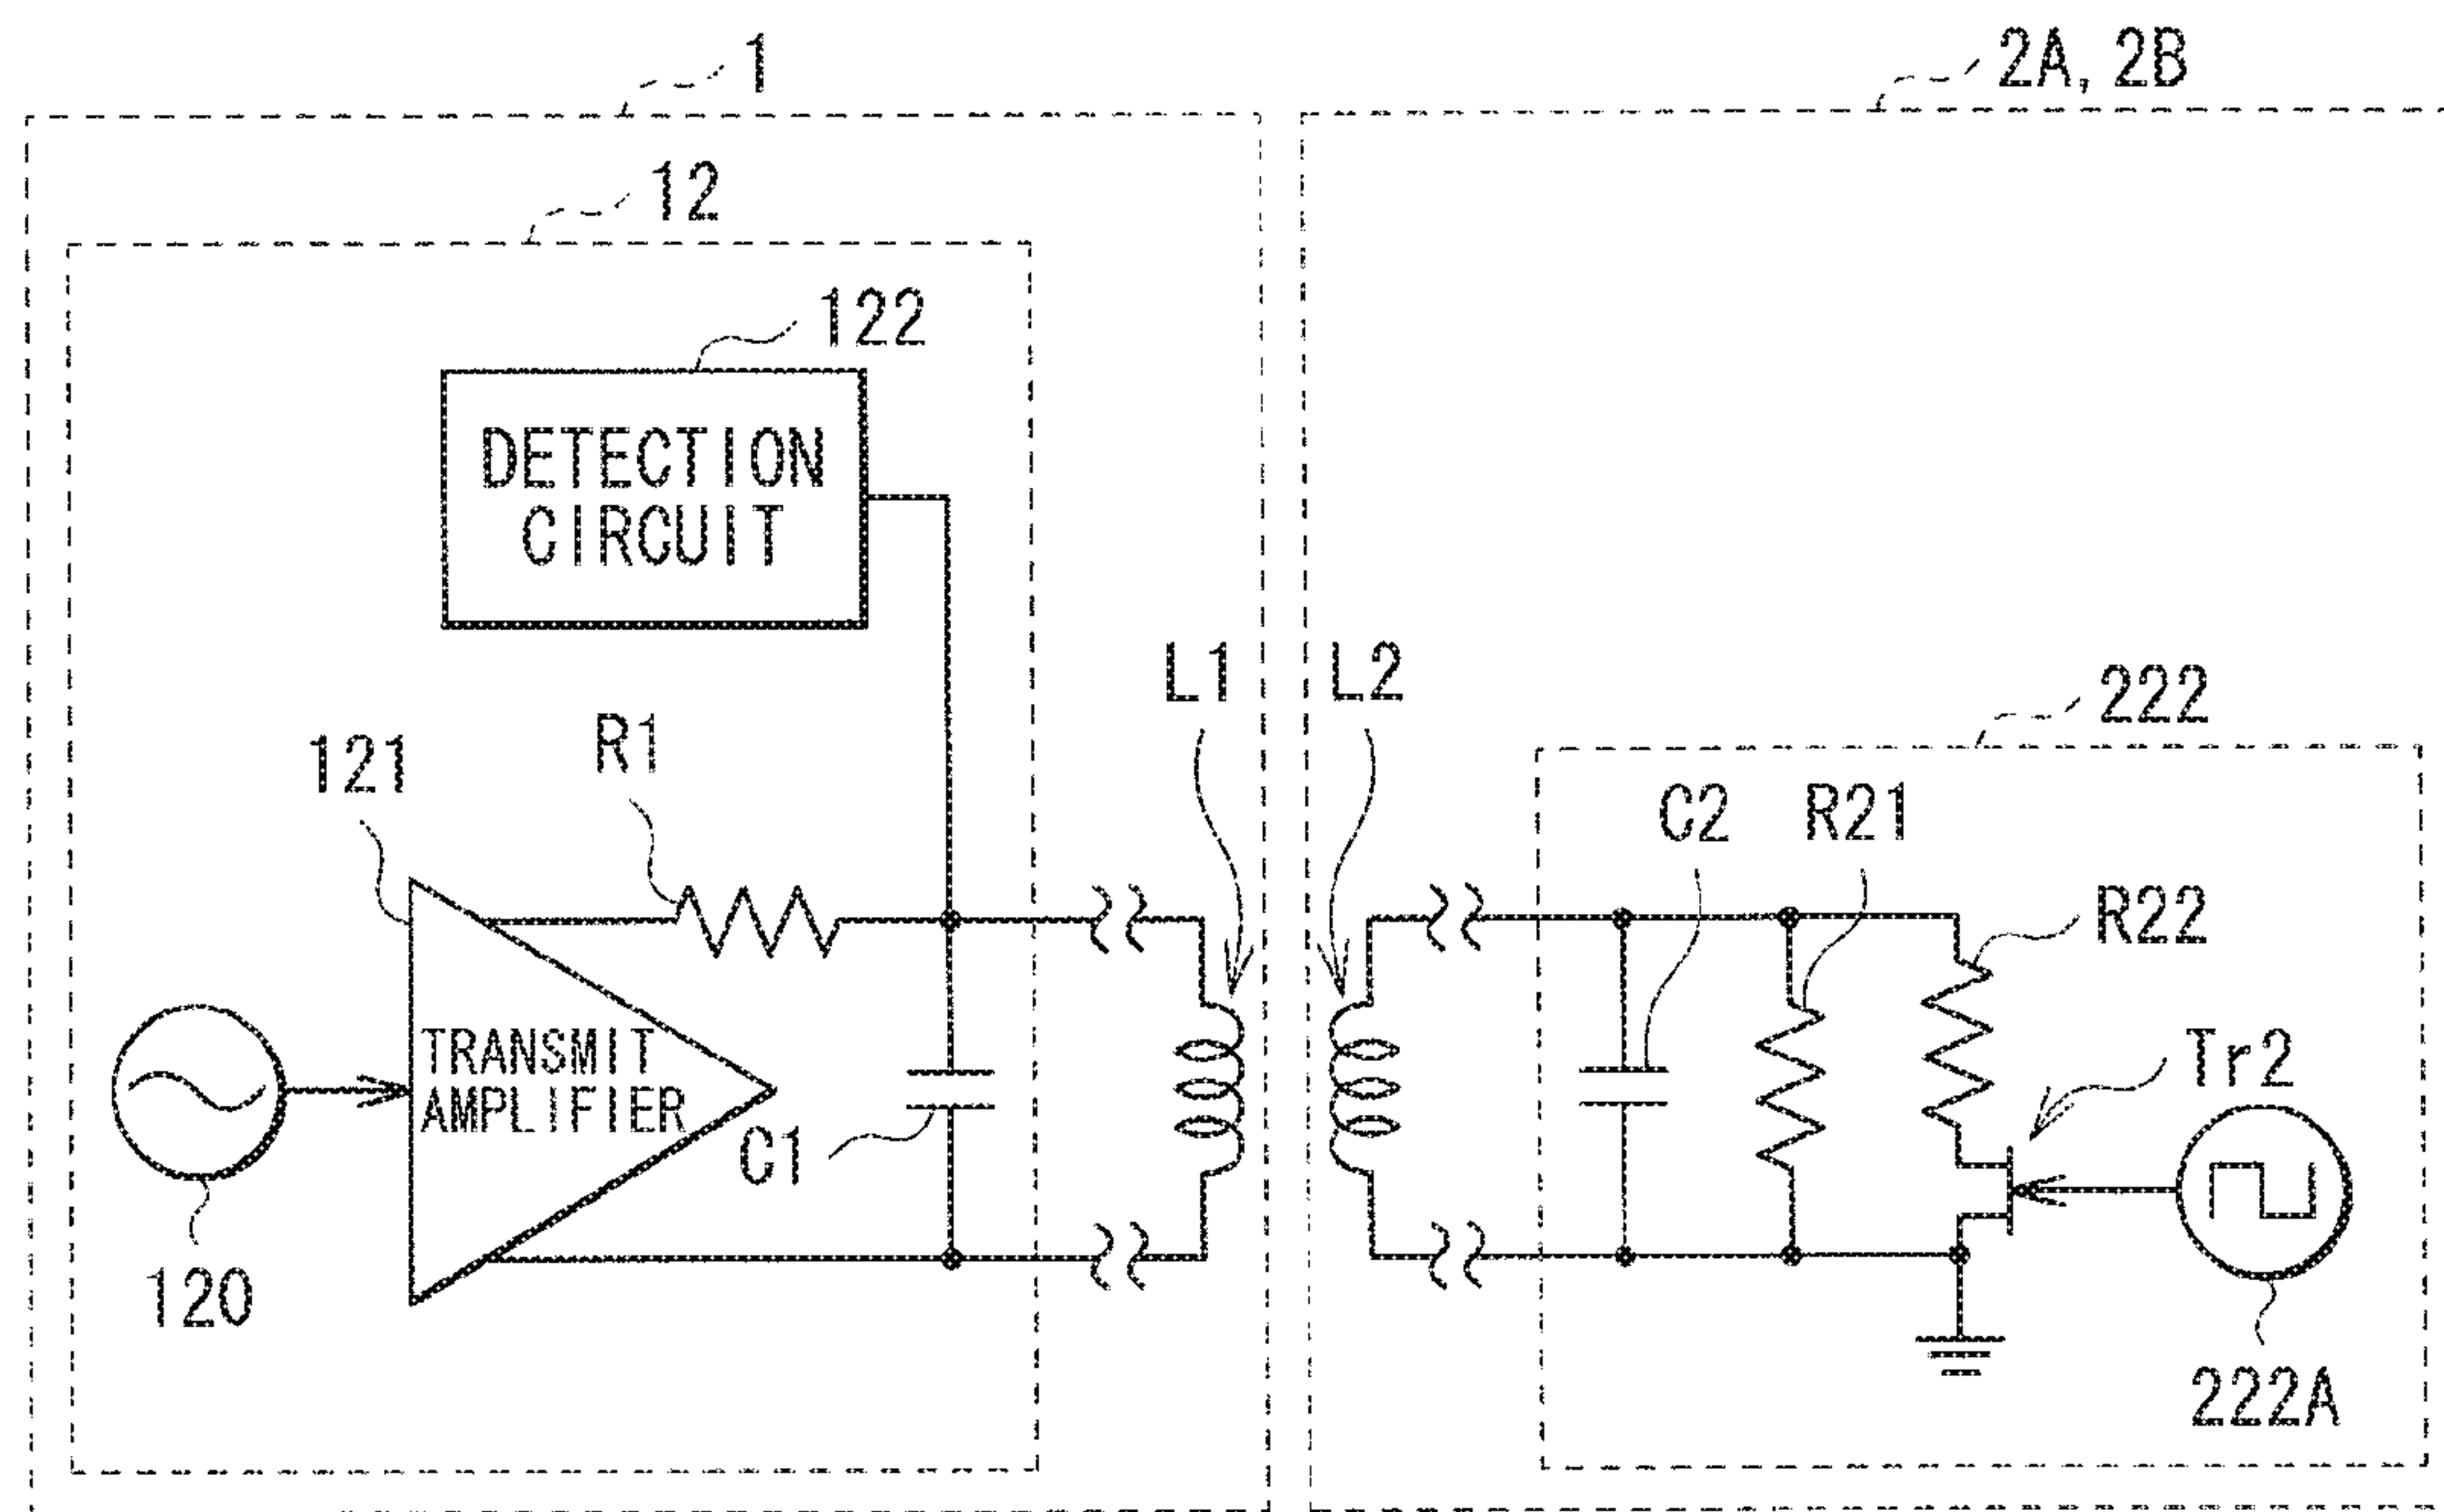 1
2A, 2B
12
122
DETECTION
CIRCUIT
L1
L2
222
R1
121
C2
R21
R22
TRANSMIT
AMPLIFIER
Tr2
C1
120
222A